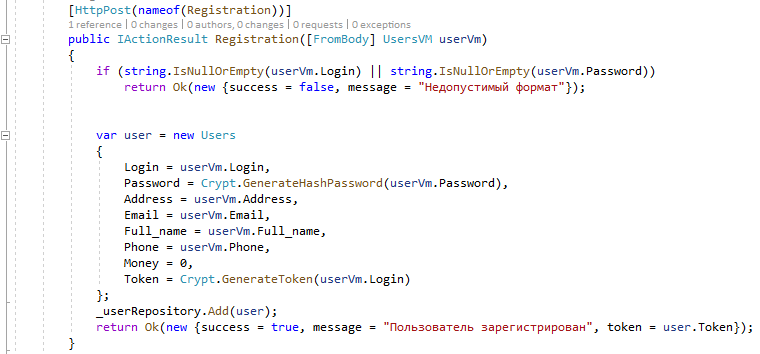 [HttpPost(nameof(Registration))]
1 reference | 0 changes | 0 authors, 0 changes | 0 requests | 0 exceptions
public IActionResult Registration([FromBody] UsersVM userVm)
{
if (string.IsNullOrEmpty(userVm.Login) || string.IsNullOrEmpty(userVm.Password))
return Ok(new {success = false, message = "Недопустимый формат"});
var user = new Users
{
Login = userVm.Login,
Password = Crypt.GenerateHashPassword(userVm.Password),
Address = userVm.Address,
Email = userVm.Email,
Full_name = userVm.Full_name,
Phone = userVm.Phone,
Money = 0,
Token = Crypt.GenerateToken(userVm.Login)
};
_userRepository.Add(user);
return Ok(new {success = true, message = "Пользователь зарегистрирован", token = user.Token});
}